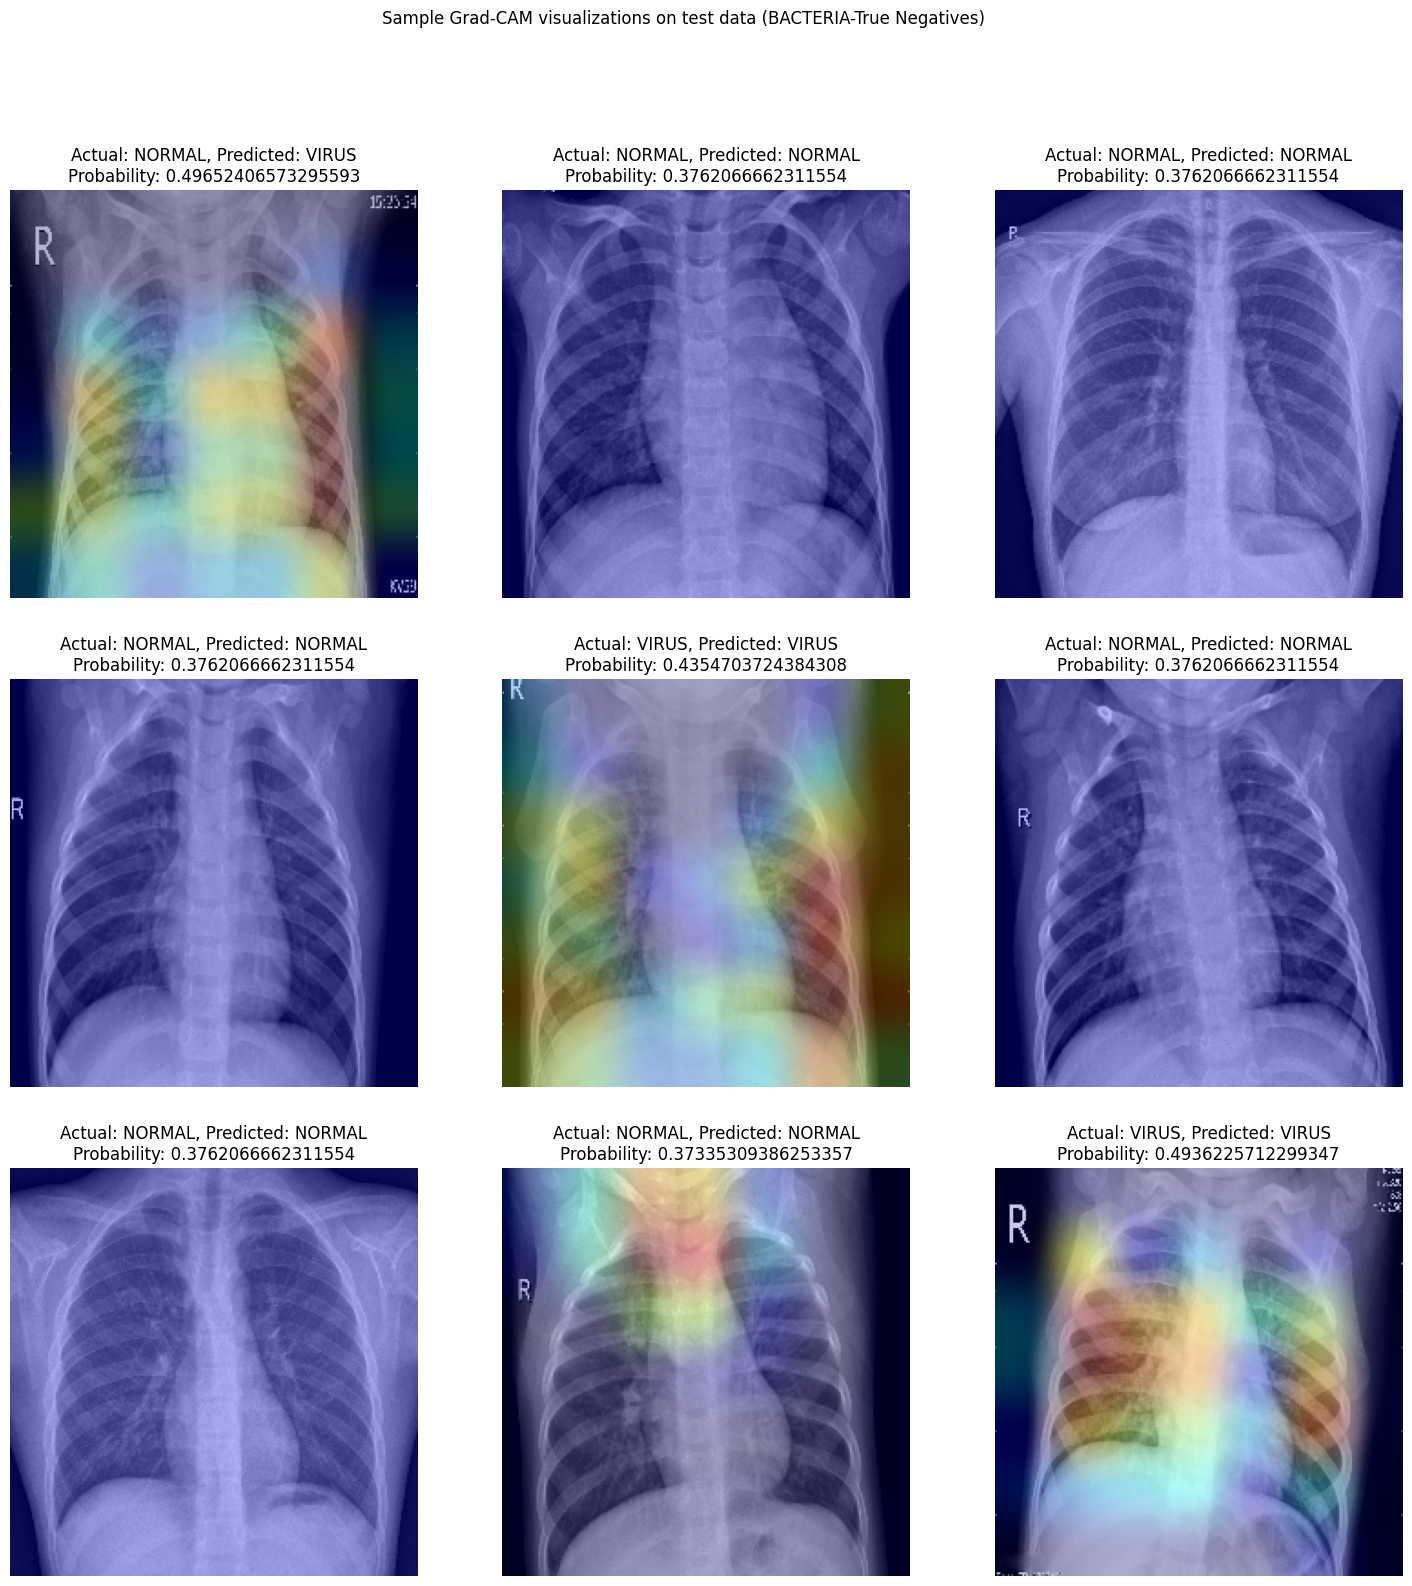 Sample Grad-CAM visualizations on test data (BACTERIA-True Negatives)
Actual: NORMAL, Predicted: VIRUS
Probability: 0.49652406573295593
Actual: NORMAL, Predicted: NORMAL
Probability: 0.3762066662311554
Actual: NORMAL, Predicted: NORMAL
Probability: 0.3762066662311554
R
R
Actual: NORMAL, Predicted: NORMAL
Probability: 0.3762066662311554
Actual: VIRUS, Predicted: VIRUS
Probability: 0.4354703724384308
Actual: NORMAL, Predicted: NORMAL
Probability: 0.3762066662311554
R
R
R
Actual: NORMAL, Predicted: NORMAL
Probability: 0.3762066662311554
Actual: NORMAL, Predicted: NORMAL
Probability: 0.37335309386253357
Actual: VIRUS, Predicted: VIRUS
Probability: 0.4936225712299347
R
R